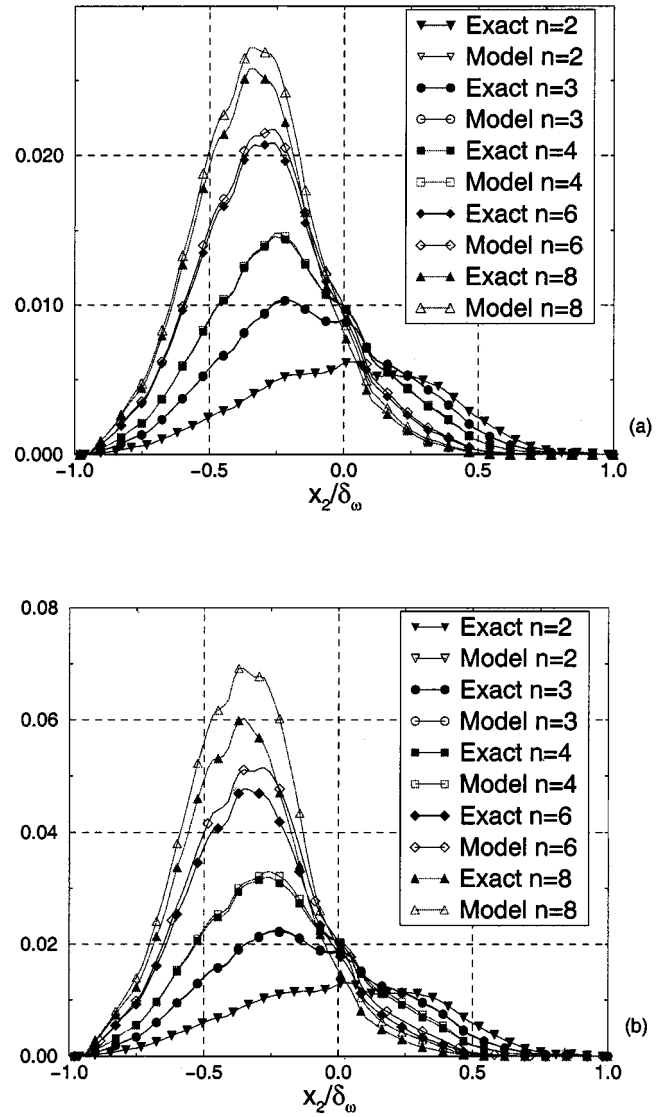 Exact n=2
Model n=2
Exact n=3
Model n=3
Exact n=4
Model n=4
Exact n=6
Model n=6
Exact n=8
Model n=8
0.020
0.010
0.000
−1.0 −0.5 0.0 0.5 1.0
x₂/δω
(a)
0.08
Exact n=2
Model n=2
Exact n=3
Model n=3
Exact n=4
Model n=4
Exact n=6
Model n=6
Exact n=8
Model n=8
0.06
0.04
0.02
0.00
−1.0 −0.5 0.0 0.5 1.0
x₂/δω
(b)